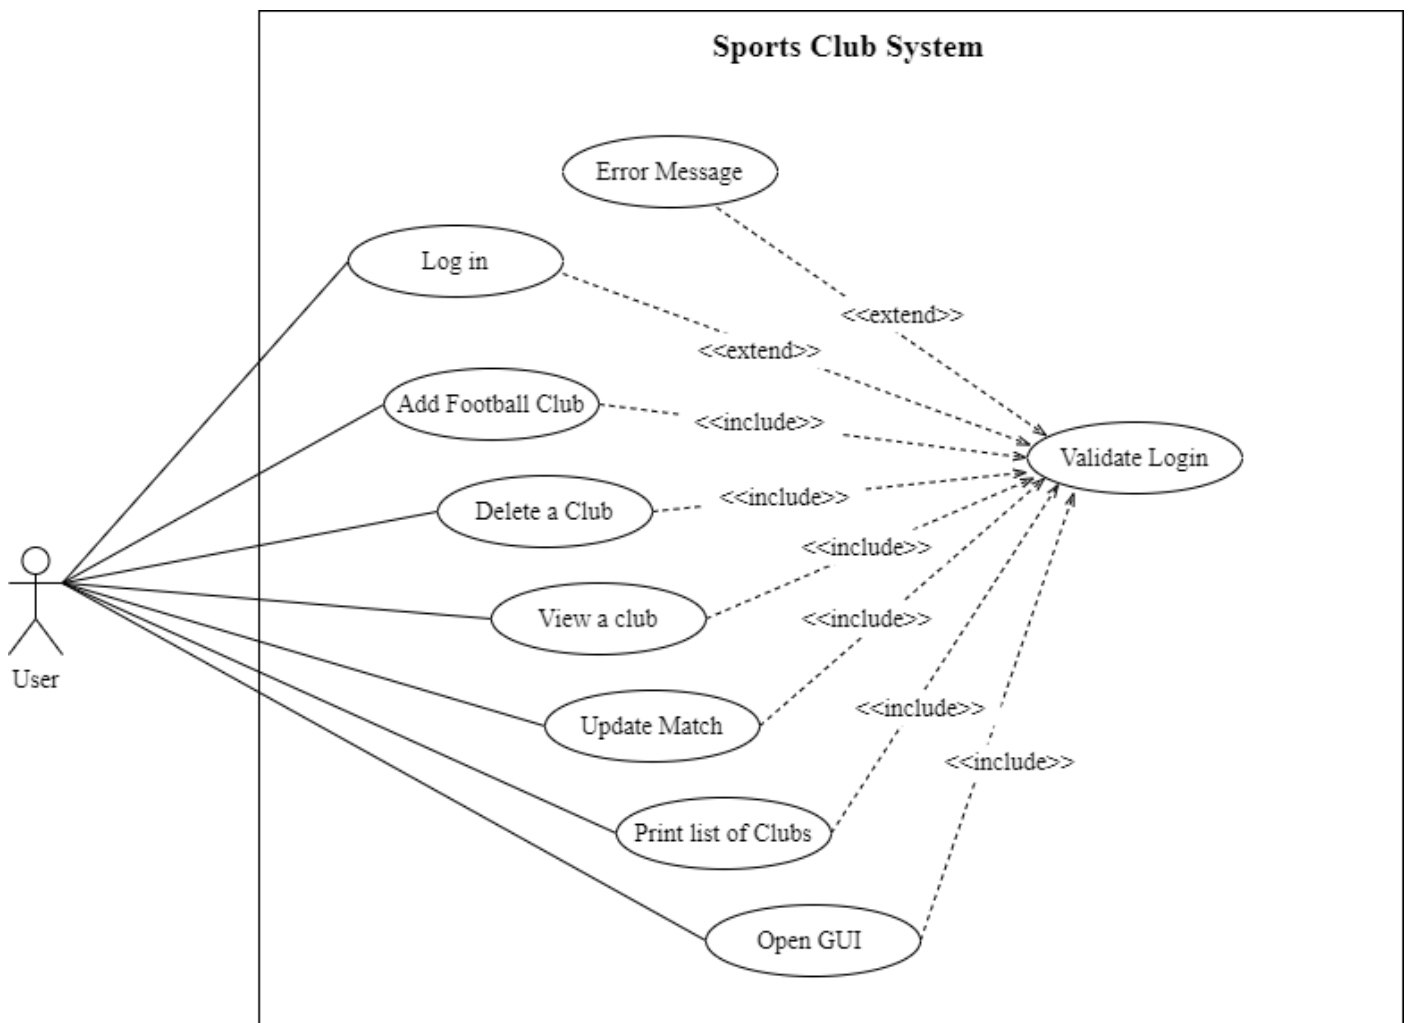 Sports Club System
Error Message
Log in
<<extend>>
<<extend>>
Add Football Club
<<include>>
Validate Login
Delete a Club
<<include>>
<<include>>
View a club
<<include>>
User
Update Match
<<include>>
<<include>>
Print list of Clubs
Open GUI